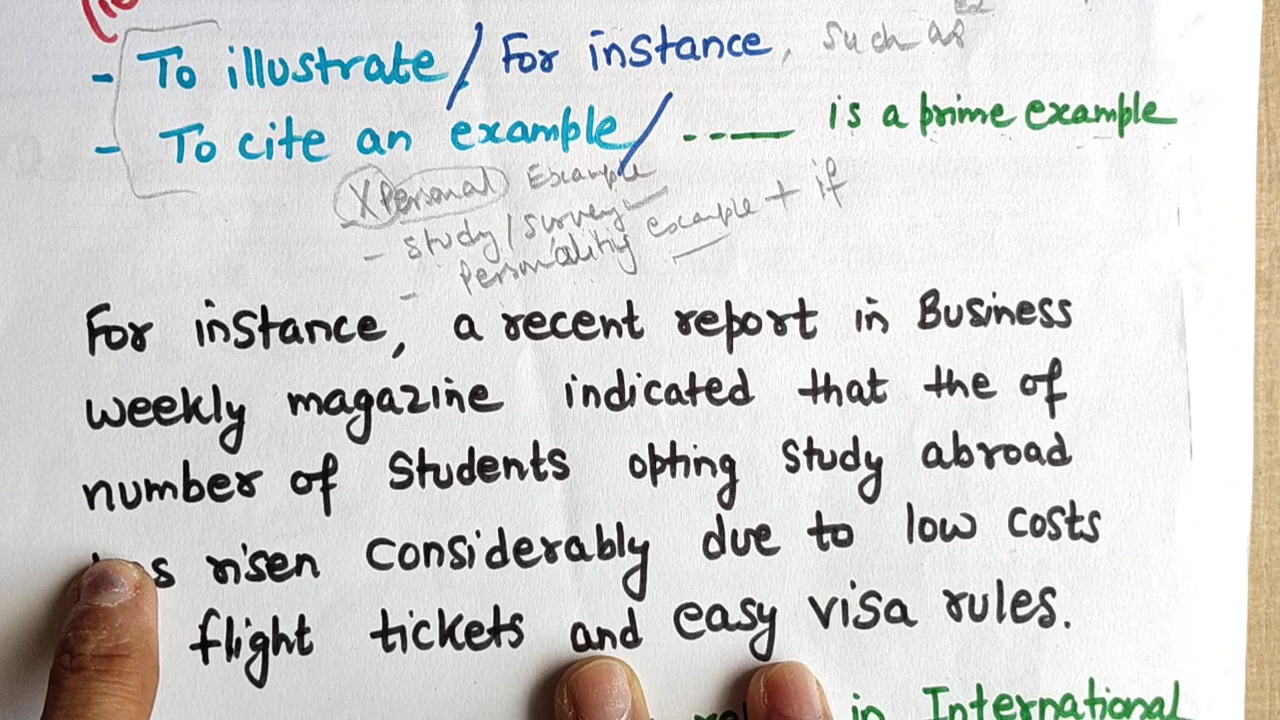 - To illustrate / For instance, such as
- To cite an example / ---- is a prime example
X Personal Example
- Study / Survey
- Personality example + if
For instance, a recent report in Business
weekly magazine indicated that the of
number of students opting study abroad
risen considerably due to low costs
flight tickets and easy visa rules.
in International